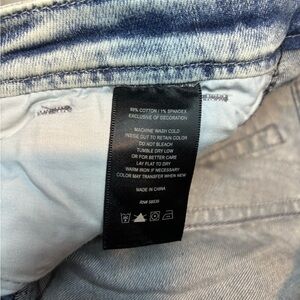 99% COTTON / 1% SPANDEX
EXCLUSIVE OF DECORATION
MACHINE WASH COLD
INSIDE OUT TO RETAIN COLOR
DO NOT BLEACH
TUMBLE DRY LOW
OR FOR BETTER CARE
LAY FLAT TO DRY
WARM IRON IF NECESSARY
COLOR MAY TRANSFER WHEN NEW
MADE IN CHINA